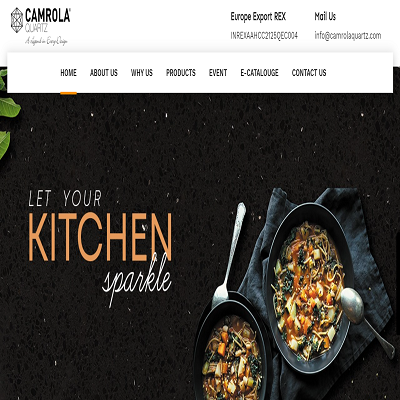 CAMROLA®
QUARTZ
A Legend in Every Design
Europe Export REX
INREXAAHCC2125QEC004
Mail Us
info@camrolaquartz.com
HOME ABOUT US WHY US PRODUCTS EVENT E-CATALOUGE CONTACT US
LET YOUR
KITCHEN
sparkle